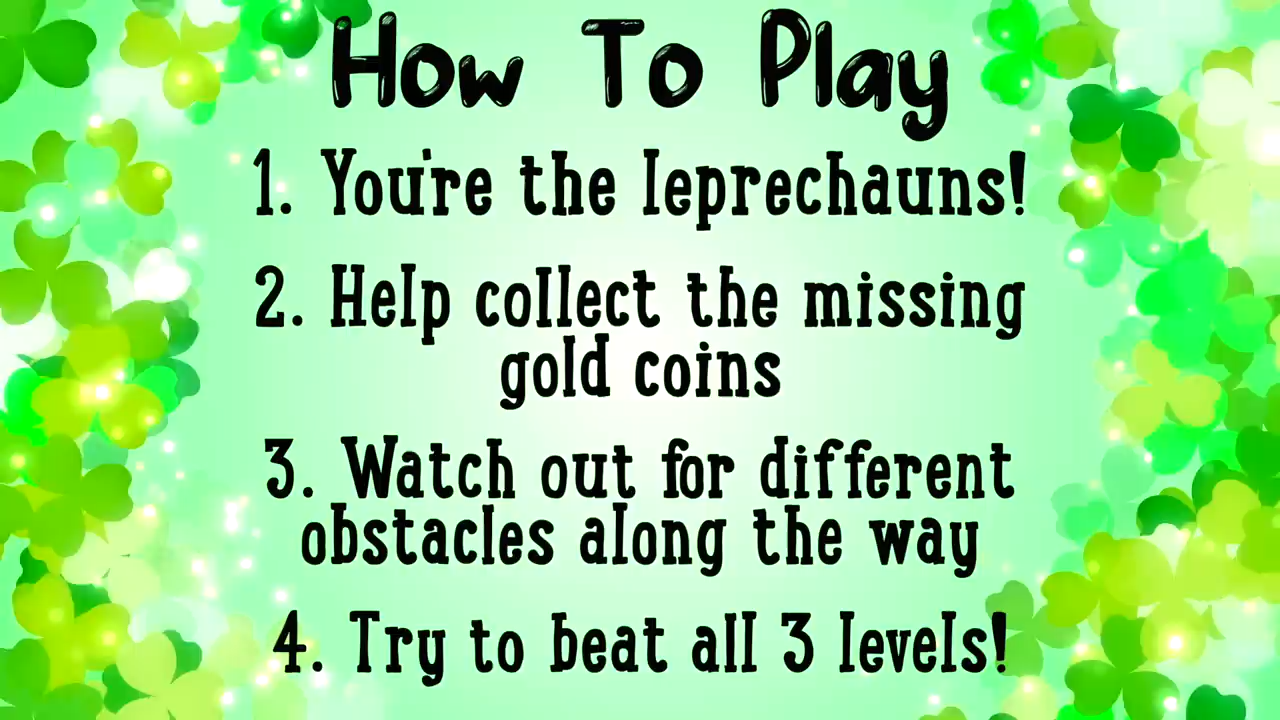 How To Play
1. You're the leprechauns!
2. Help collect the missing
gold coins
3. Watch out for different
obstacles along the way
4. Try to beat all 3 levels!